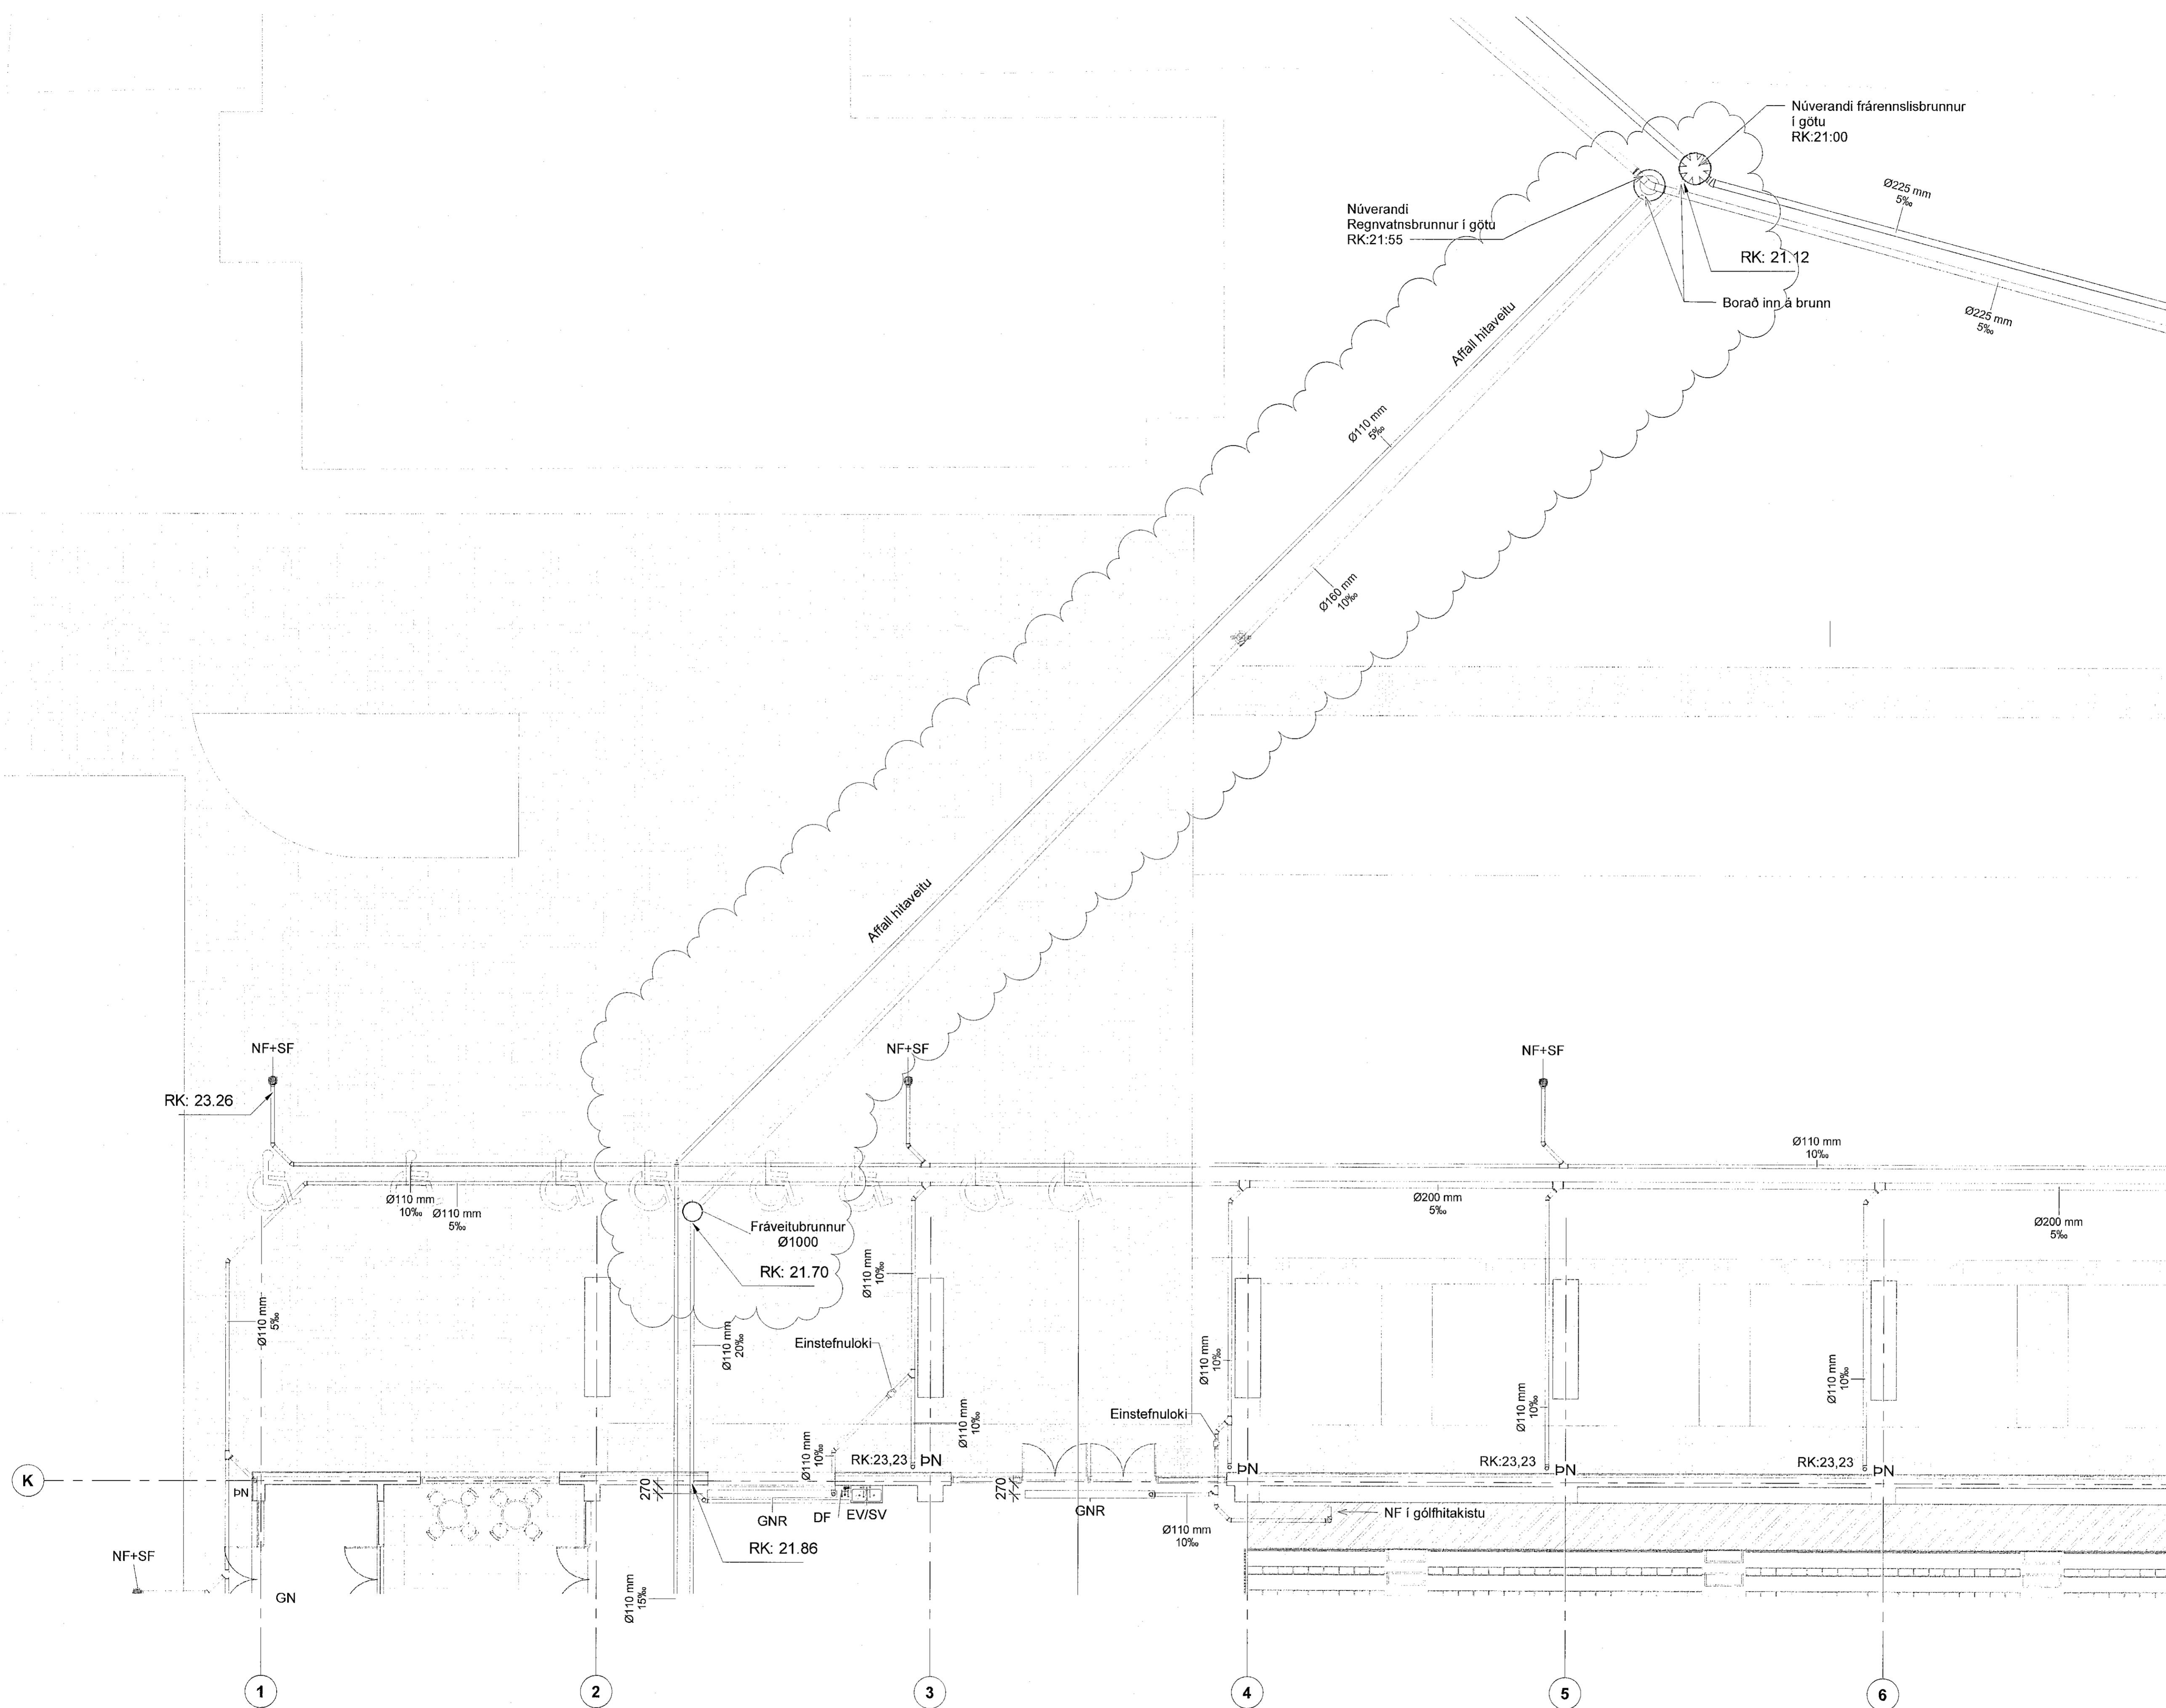 Núverandi frárennslisbrunnur
í götu
RK:21:00
Ø225 mm
5‰
Núverandi
Regnvatnsbrunnur í götu
RK:21:55
RK: 21.12
Borað inn á brunn
Ø225 mm
5‰
Affall hitaveitu
Ø110 mm
5‰
Ø160 mm
10‰
Affall hitaveitu
NF+SF
NF+SF
NF+SF
RK: 23.26
Ø110 mm
10‰
Ø110 mm
10‰
Ø110 mm
5‰
Ø200 mm
5‰
Ø200 mm
5‰
Fráveitubrunnur
Ø1000
RK: 21.70
Ø110 mm
10‰
Ø110 mm
5‰
Ø110 mm
20‰
Einstefnuloki
Ø110 mm
10‰
Ø110 mm
10‰
Ø110 mm
10‰
Ø110 mm
10‰
Einstefnuloki
Ø110 mm
10‰
RK:23,23
ÞN
RK:23,23
RK:23,23
K
ÞN
270
270
ÞN
ÞN
ÞN
GNR
DF
EV/SV
GNR
NF í gólfhitakistu
Ø110 mm
10‰
RK: 21.86
NF+SF
GN
Ø110 mm
15‰
1
2
3
4
5
6